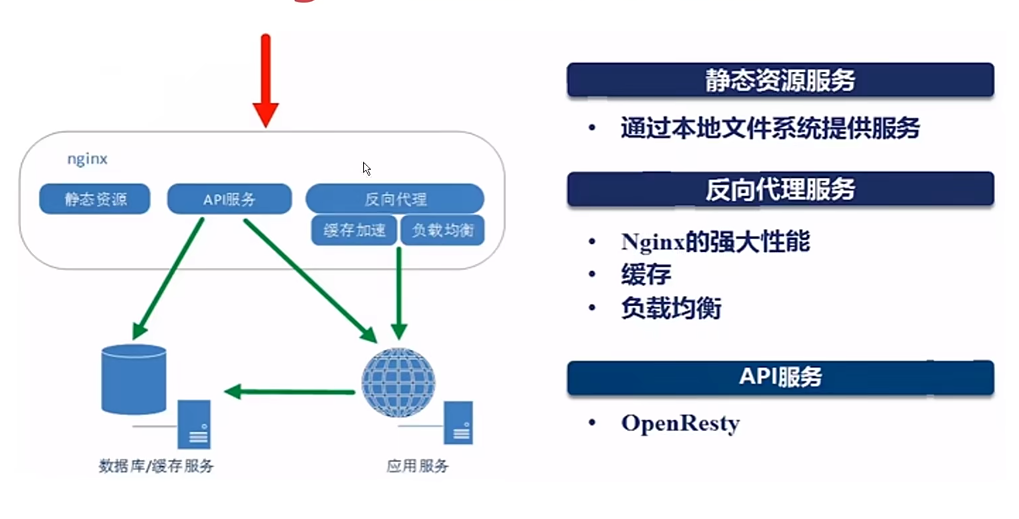 nginx
静态资源
API服务
反向代理
缓存加速
负载均衡
数据库/缓存服务
应用服务
静态资源服务
• 通过本地文件系统提供服务
反向代理服务
• Nginx的强大性能
• 缓存
• 负载均衡
API服务
• OpenResty